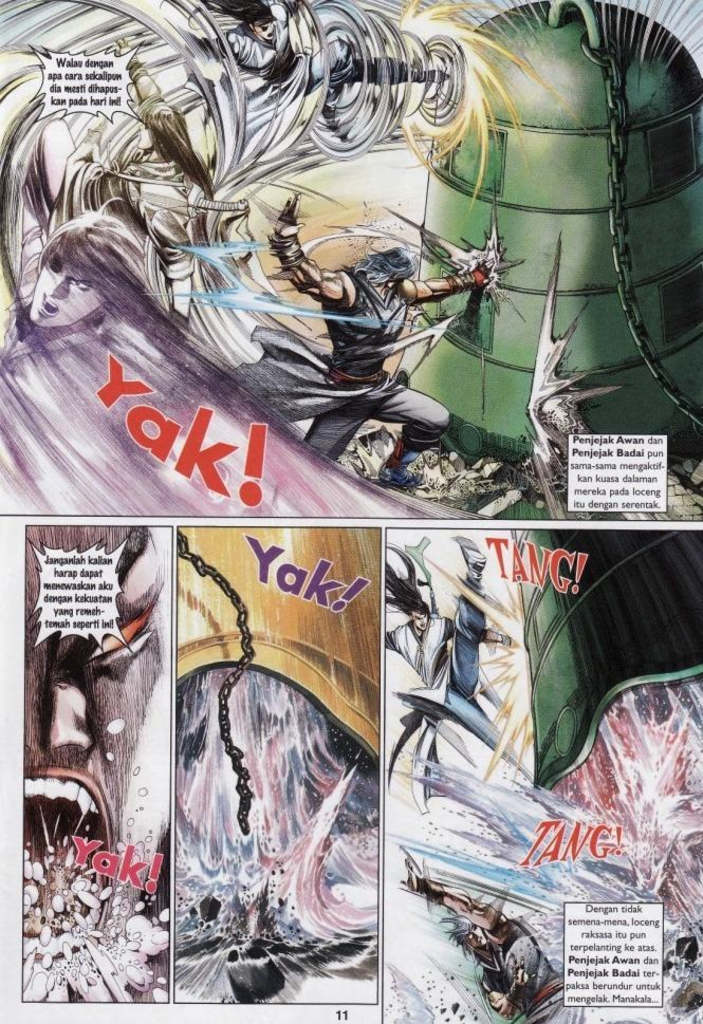 Walau dengan
apa cara sekalipun
dia mesti dihapus-
kan pada hari ini!
Yak!
Penjejak Awan dan
Penjejak Badai pun
sama-sama mengaktif-
kan kuasa dalaman
mereka pada loceng
itu dengan serentak.
Janganlah kalian
harap dapat
menewaskan aku
dengan kekuatan
yang remeh-
temah seperti ini!
Yak!
Yak!
TANG!
TANG!
Dengan tidak
semena-mena, loceng
raksasa itu pun
terpelanting ke atas.
Penjejak Awan dan
Penjejak Badai ter-
paksa berundur untuk
mengelak. Manakala...
11